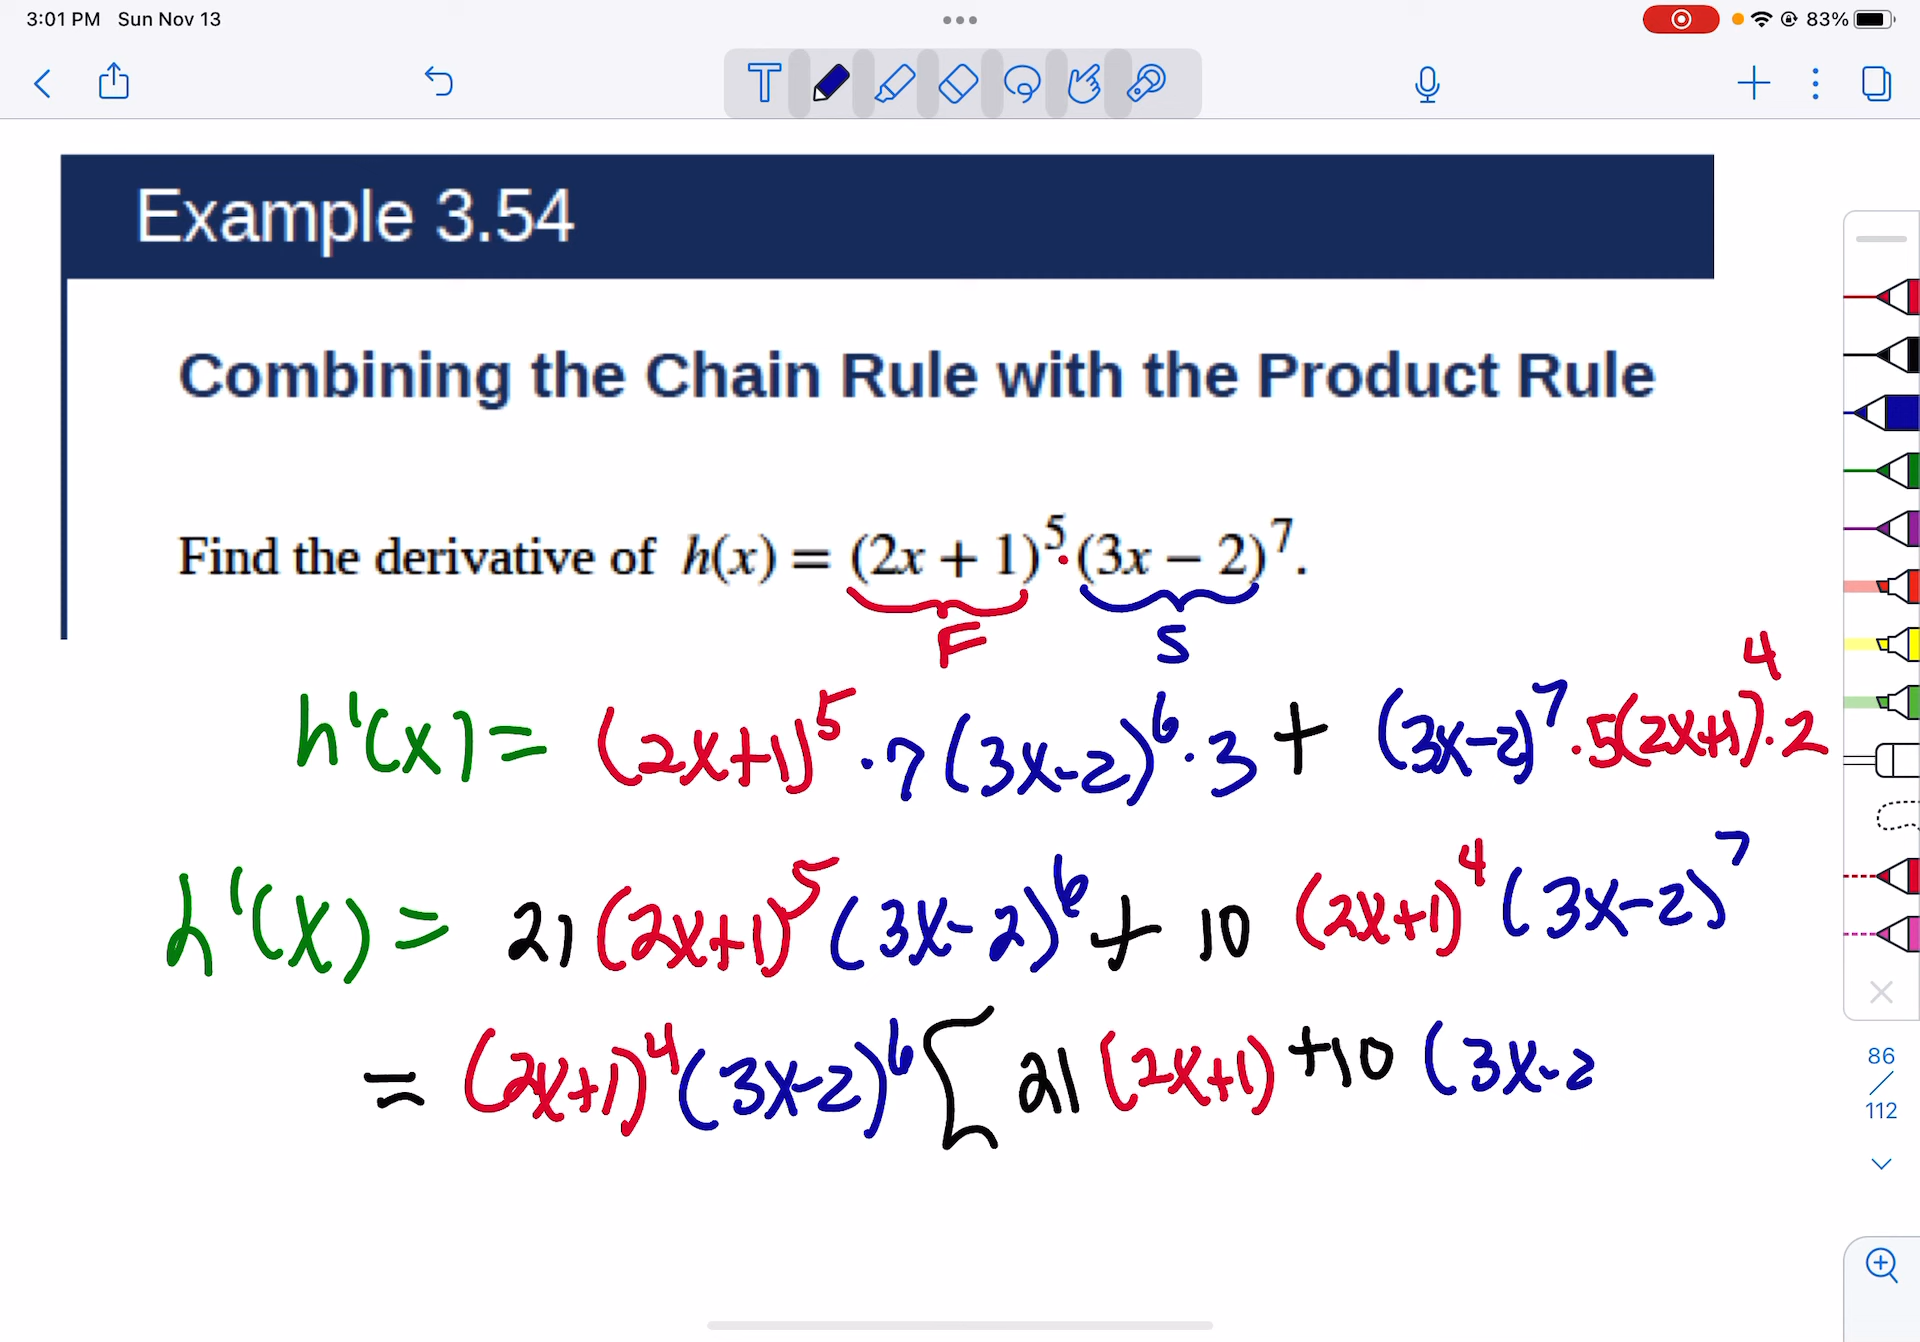 3:01 PM Sun Nov 13 83%
T
Example 3.54
Combining the Chain Rule with the Product Rule
Find the derivative of h(x) = (2x + 1)⁵·(3x − 2)⁷.
F S
h'(x) = (2x+1)⁵ · 7 (3x-2)⁶ · 3 + (3x-2)⁷ · 5(2x+1)⁴ · 2
h'(x) = 21 (2x+1)⁵ (3x-2)⁶ + 10 (2x+1)⁴ (3x-2)⁷
= (2x+1)⁴ (3x-2)⁶ [ 21 (2x+1) + 10 (3x-2
86
/
112